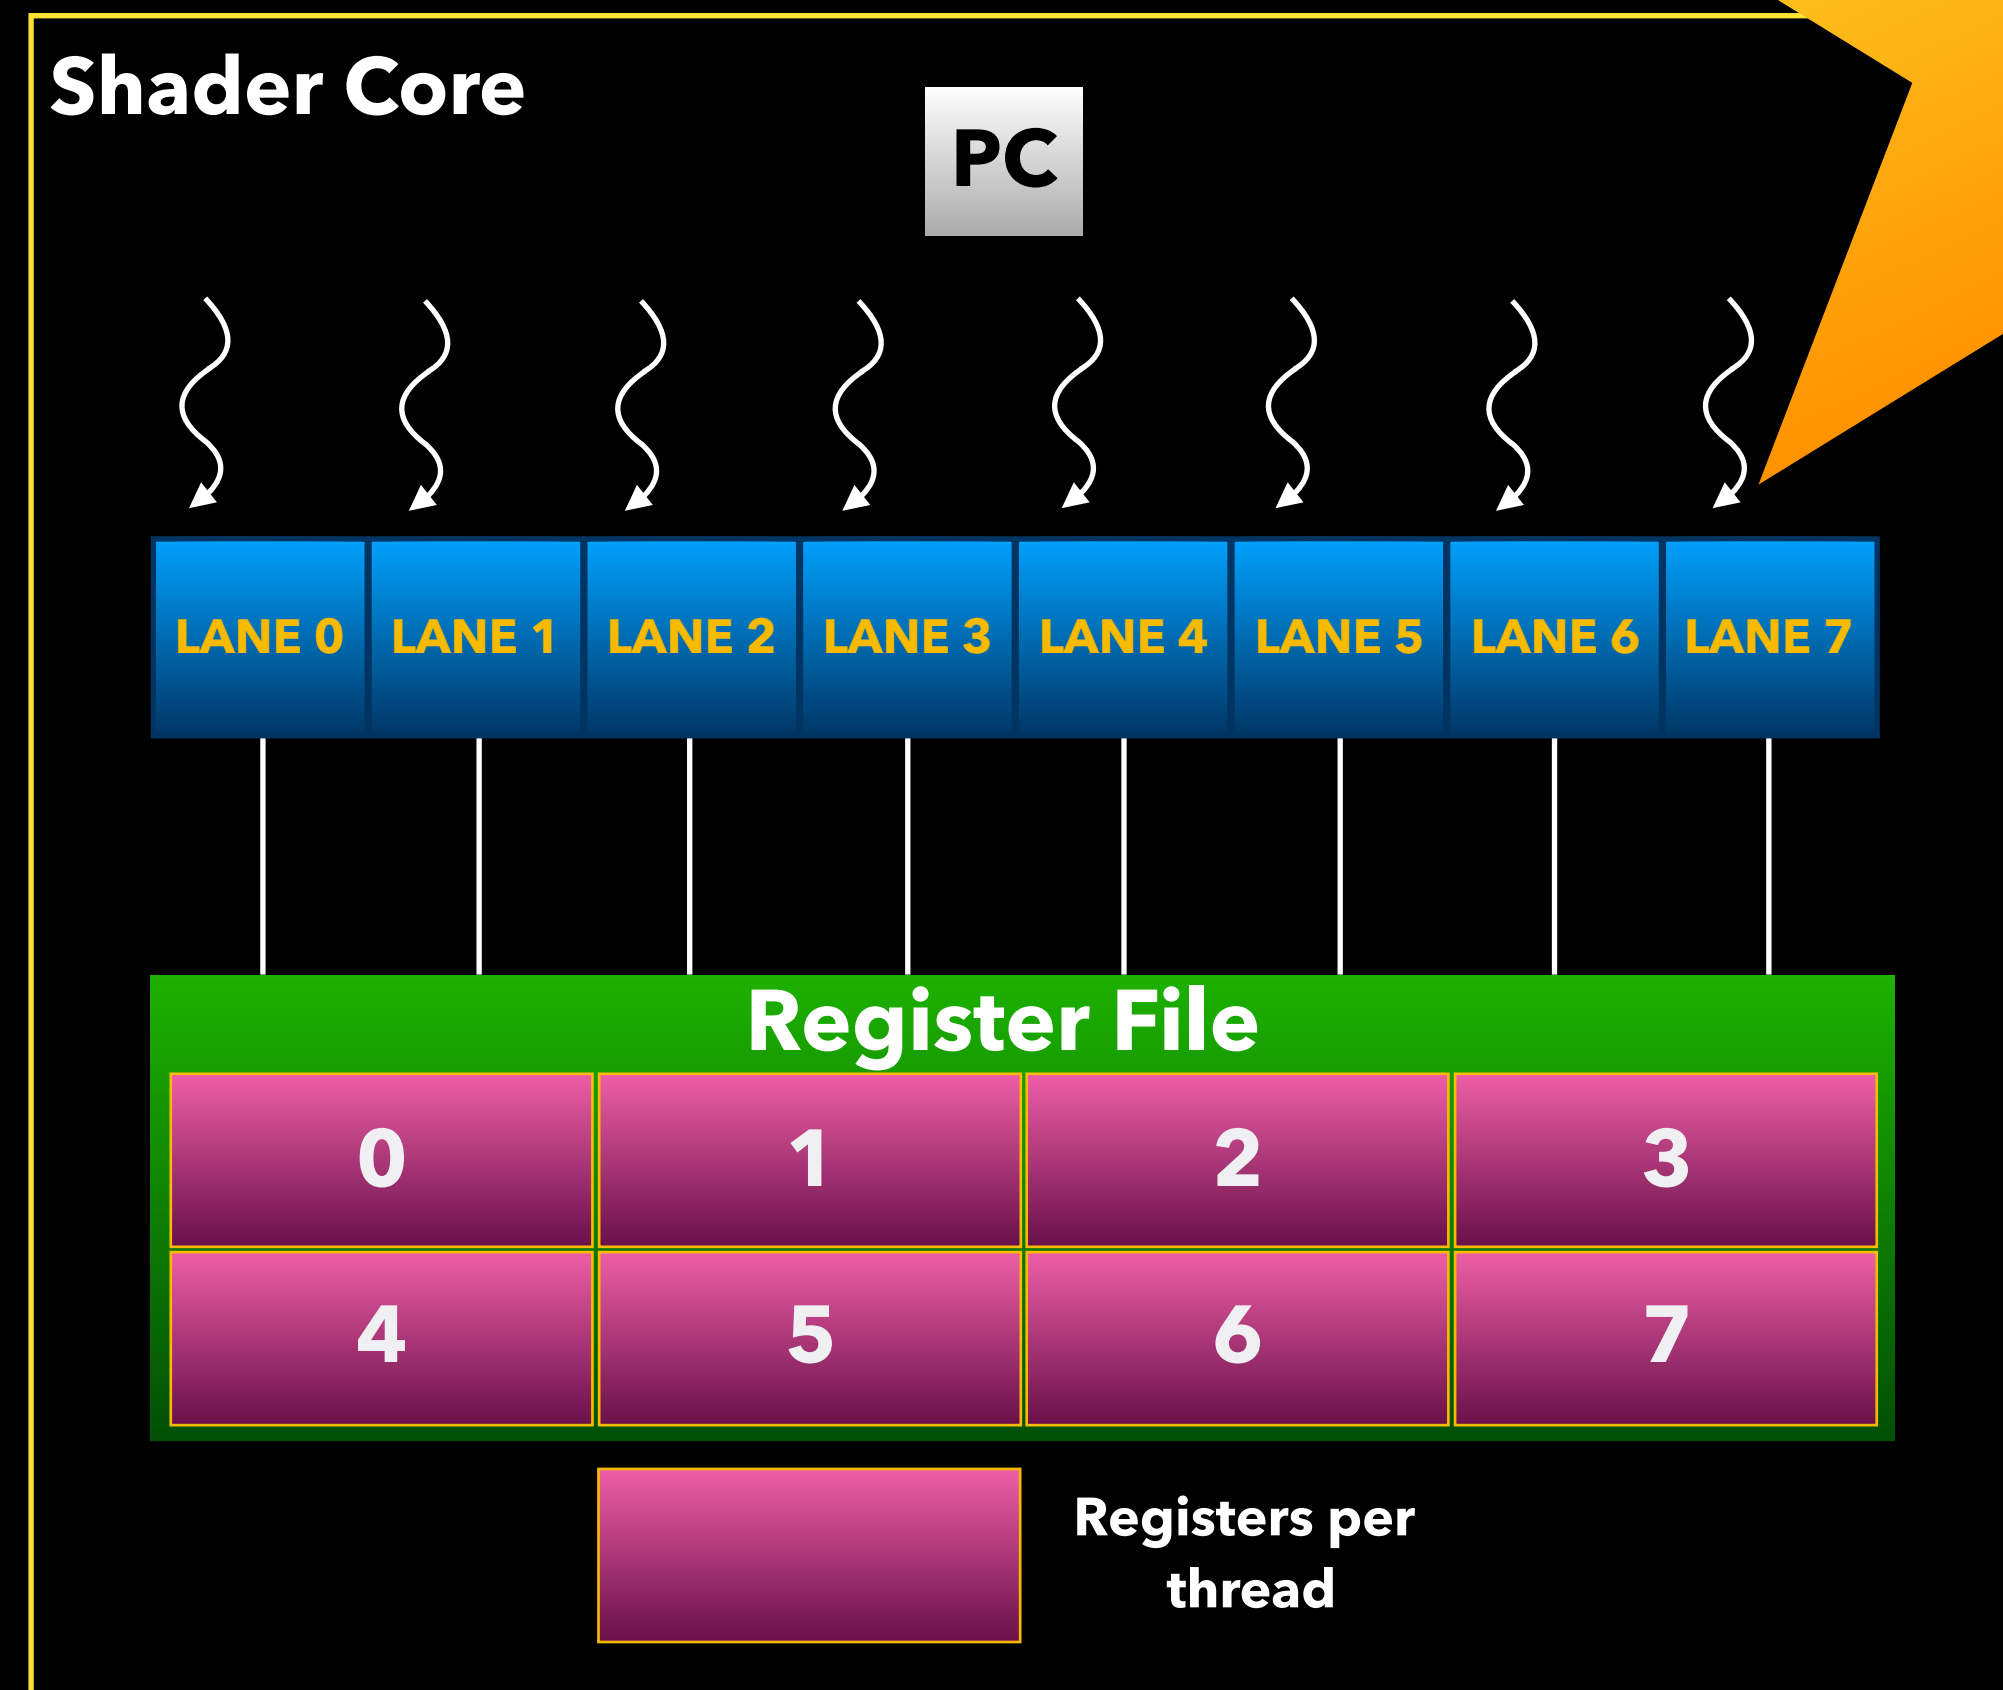 Shader Core
PC
LANE 0 LANE 1 LANE 2 LANE 3 LANE 4 LANE 5 LANE 6 LANE 7
Register File
0 1 2 3
4 5 6 7
Registers per
thread